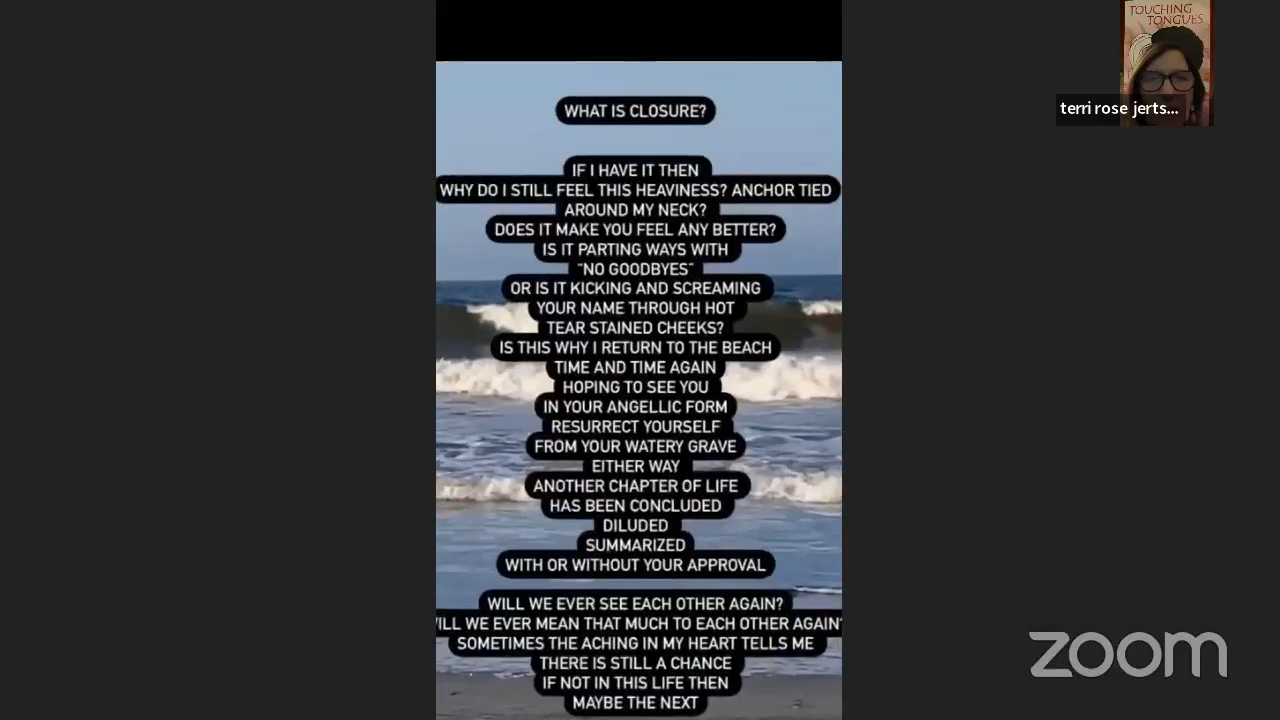 TOUCHING
TONGUES
terri rose jerts...
WHAT IS CLOSURE?
IF I HAVE IT THEN
WHY DO I STILL FEEL THIS HEAVINESS? ANCHOR TIED
AROUND MY NECK?
DOES IT MAKE YOU FEEL ANY BETTER?
IS IT PARTING WAYS WITH
"NO GOODBYES"
OR IS IT KICKING AND SCREAMING
YOUR NAME THROUGH HOT
TEAR STAINED CHEEKS?
IS THIS WHY I RETURN TO THE BEACH
TIME AND TIME AGAIN
HOPING TO SEE YOU
IN YOUR ANGELLIC FORM
RESURRECT YOURSELF
FROM YOUR WATERY GRAVE
EITHER WAY
ANOTHER CHAPTER OF LIFE
HAS BEEN CONCLUDED
DILUDED
SUMMARIZED
WITH OR WITHOUT YOUR APPROVAL
WILL WE EVER SEE EACH OTHER AGAIN?
ILL WE EVER MEAN THAT MUCH TO EACH OTHER AGAIN?
SOMETIMES THE ACHING IN MY HEART TELLS ME
THERE IS STILL A CHANCE
IF NOT IN THIS LIFE THEN
MAYBE THE NEXT
zoom